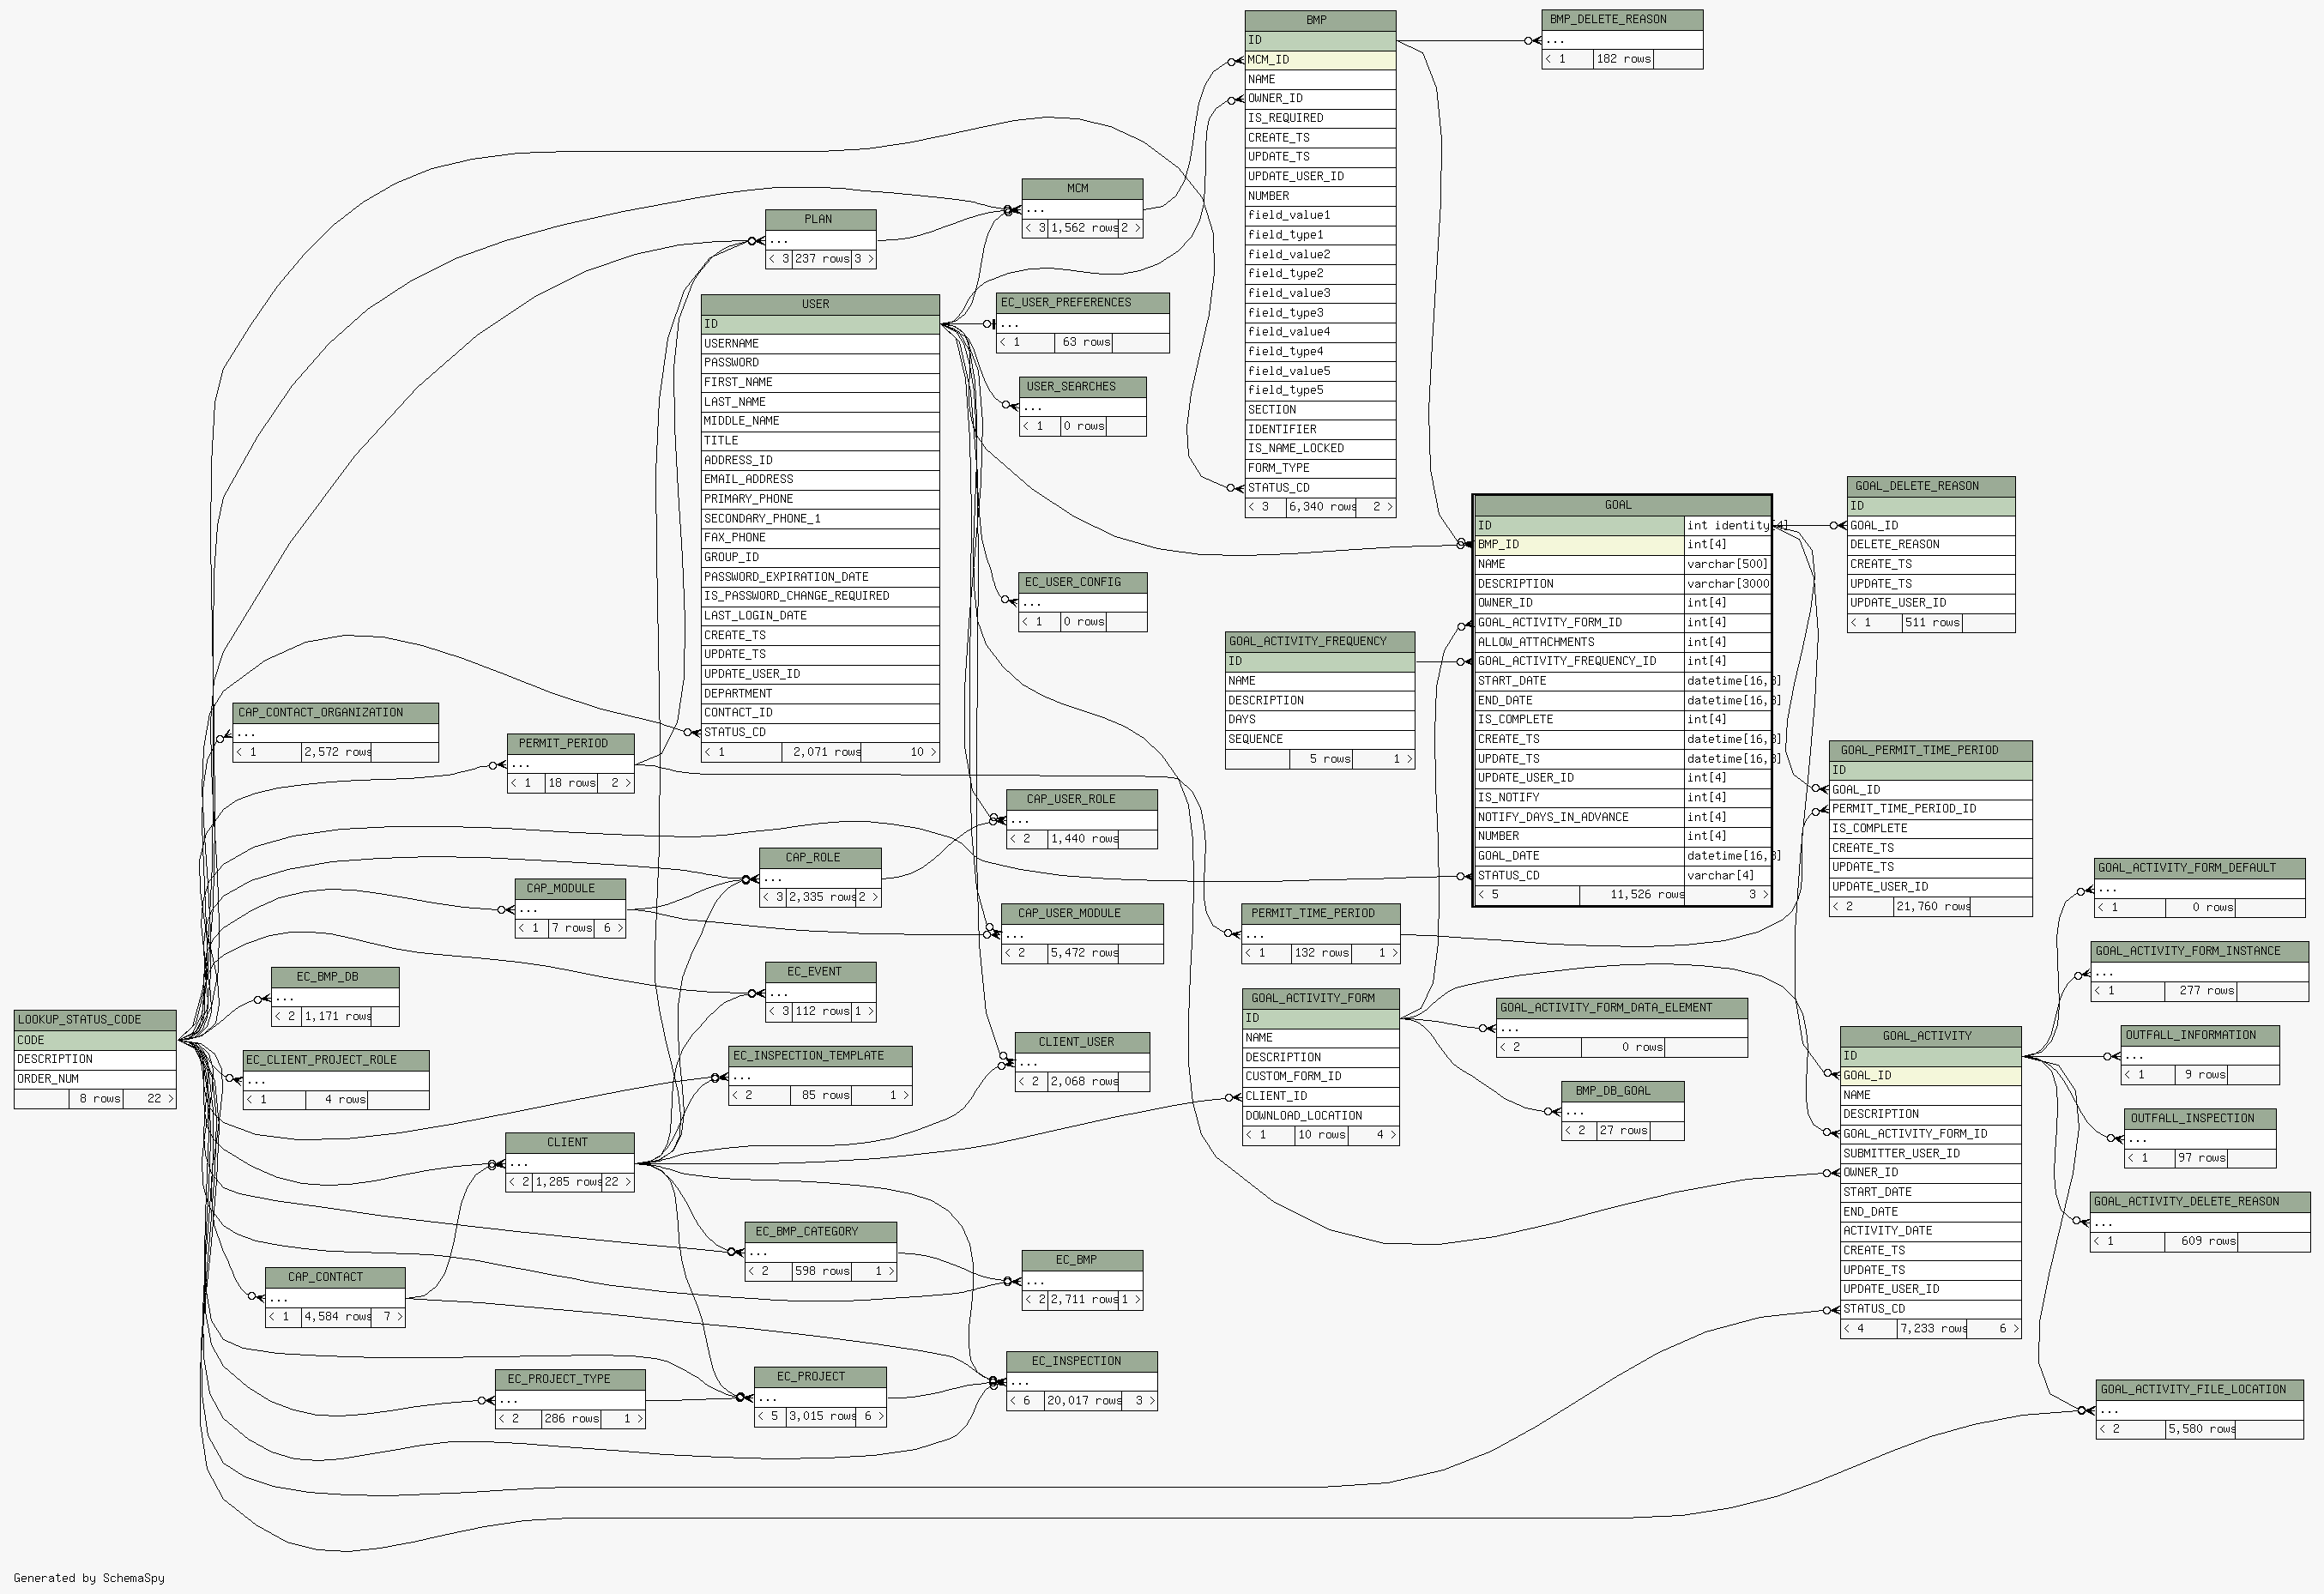 BMP
ID
MCM_ID
NAME
OWNER_ID
IS_REQUIRED
CREATE_TS
UPDATE_TS
UPDATE_USER_ID
NUMBER
field_value1
field_type1
field_value2
field_type2
field_value3
field_type3
field_value4
field_type4
field_value5
field_type5
SECTION
IDENTIFIER
IS_NAME_LOCKED
FORM_TYPE
STATUS_CD
< 3 6,340 rows 2 >
BMP_DELETE_REASON
...
< 1 182 rows
MCM
...
< 3 1,562 rows 2 >
PLAN
...
< 3 237 rows 3 >
USER
ID
USERNAME
PASSWORD
FIRST_NAME
LAST_NAME
MIDDLE_NAME
TITLE
ADDRESS_ID
EMAIL_ADDRESS
PRIMARY_PHONE
SECONDARY_PHONE_1
FAX_PHONE
GROUP_ID
PASSWORD_EXPIRATION_DATE
IS_PASSWORD_CHANGE_REQUIRED
LAST_LOGIN_DATE
CREATE_TS
UPDATE_TS
UPDATE_USER_ID
DEPARTMENT
CONTACT_ID
STATUS_CD
< 1 2,071 rows 10 >
EC_USER_PREFERENCES
...
< 1 63 rows
USER_SEARCHES
...
< 1 0 rows
EC_USER_CONFIG
...
< 1 0 rows
GOAL
ID int identity[4]
BMP_ID int[4]
NAME varchar[500]
DESCRIPTION varchar[3000
OWNER_ID int[4]
GOAL_ACTIVITY_FORM_ID int[4]
ALLOW_ATTACHMENTS int[4]
GOAL_ACTIVITY_FREQUENCY_ID int[4]
START_DATE datetime[16,3]
END_DATE datetime[16,3]
IS_COMPLETE int[4]
CREATE_TS datetime[16,3]
UPDATE_TS datetime[16,3]
UPDATE_USER_ID int[4]
IS_NOTIFY int[4]
NOTIFY_DAYS_IN_ADVANCE int[4]
NUMBER int[4]
GOAL_DATE datetime[16,3]
STATUS_CD varchar[4]
< 5 11,526 rows 3 >
GOAL_DELETE_REASON
ID
GOAL_ID
DELETE_REASON
CREATE_TS
UPDATE_TS
UPDATE_USER_ID
< 1 511 rows
GOAL_ACTIVITY_FREQUENCY
ID
NAME
DESCRIPTION
DAYS
SEQUENCE
5 rows 1 >
CAP_CONTACT_ORGANIZATION
...
< 1 2,572 rows
PERMIT_PERIOD
...
< 1 18 rows 2 >
GOAL_PERMIT_TIME_PERIOD
ID
GOAL_ID
PERMIT_TIME_PERIOD_ID
IS_COMPLETE
CREATE_TS
UPDATE_TS
UPDATE_USER_ID
< 2 21,760 rows
CAP_USER_ROLE
...
< 2 1,440 rows
CAP_ROLE
...
< 3 2,335 rows 2 >
CAP_MODULE
...
< 1 7 rows 6 >
CAP_USER_MODULE
...
< 2 5,472 rows
PERMIT_TIME_PERIOD
...
< 1 132 rows 1 >
GOAL_ACTIVITY_FORM_DEFAULT
...
< 1 0 rows
GOAL_ACTIVITY_FORM_INSTANCE
...
< 1 277 rows
EC_BMP_DB
...
< 2 1,171 rows
EC_EVENT
...
< 3 112 rows 1 >
GOAL_ACTIVITY_FORM
ID
NAME
DESCRIPTION
CUSTOM_FORM_ID
CLIENT_ID
DOWNLOAD_LOCATION
< 1 10 rows 4 >
GOAL_ACTIVITY_FORM_DATA_ELEMENT
...
< 2 0 rows
LOOKUP_STATUS_CODE
CODE
DESCRIPTION
ORDER_NUM
8 rows 22 >
EC_CLIENT_PROJECT_ROLE
...
< 1 4 rows
EC_INSPECTION_TEMPLATE
...
< 2 85 rows 1 >
CLIENT_USER
...
< 2 2,068 rows
GOAL_ACTIVITY
ID
GOAL_ID
NAME
DESCRIPTION
GOAL_ACTIVITY_FORM_ID
SUBMITTER_USER_ID
OWNER_ID
START_DATE
END_DATE
ACTIVITY_DATE
CREATE_TS
UPDATE_TS
UPDATE_USER_ID
STATUS_CD
< 4 7,233 rows 6 >
OUTFALL_INFORMATION
...
< 1 9 rows
BMP_DB_GOAL
...
< 2 27 rows
OUTFALL_INSPECTION
...
< 1 97 rows
CLIENT
...
< 2 1,285 rows 22 >
GOAL_ACTIVITY_DELETE_REASON
...
< 1 609 rows
EC_BMP_CATEGORY
...
< 2 598 rows 1 >
EC_BMP
...
< 2 2,711 rows 1 >
CAP_CONTACT
...
< 1 4,584 rows 7 >
EC_PROJECT_TYPE
...
< 2 286 rows 1 >
EC_PROJECT
...
< 5 3,015 rows 6 >
EC_INSPECTION
...
< 6 20,017 rows 3 >
GOAL_ACTIVITY_FILE_LOCATION
...
< 2 5,580 rows
Generated by SchemaSpy